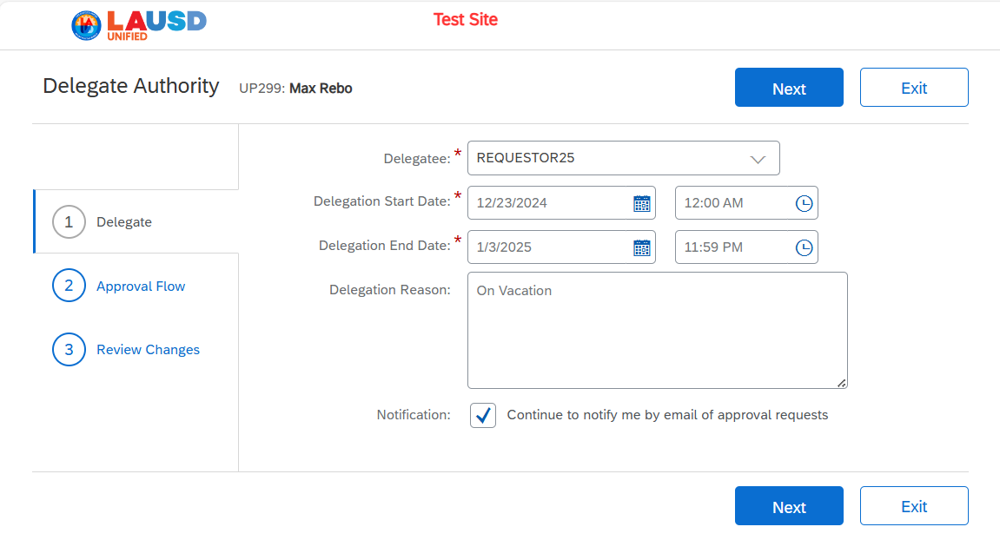 LAUSD
UNIFIED
Test Site
Delegate Authority UP299: Max Rebo
Next Exit
Delegatee: * REQUESTOR25
Delegation Start Date: * 12/23/2024 12:00 AM
1 Delegate
Delegation End Date: * 1/3/2025 11:59 PM
2 Approval Flow
Delegation Reason: On Vacation
3 Review Changes
Notification: Continue to notify me by email of approval requests
Next Exit